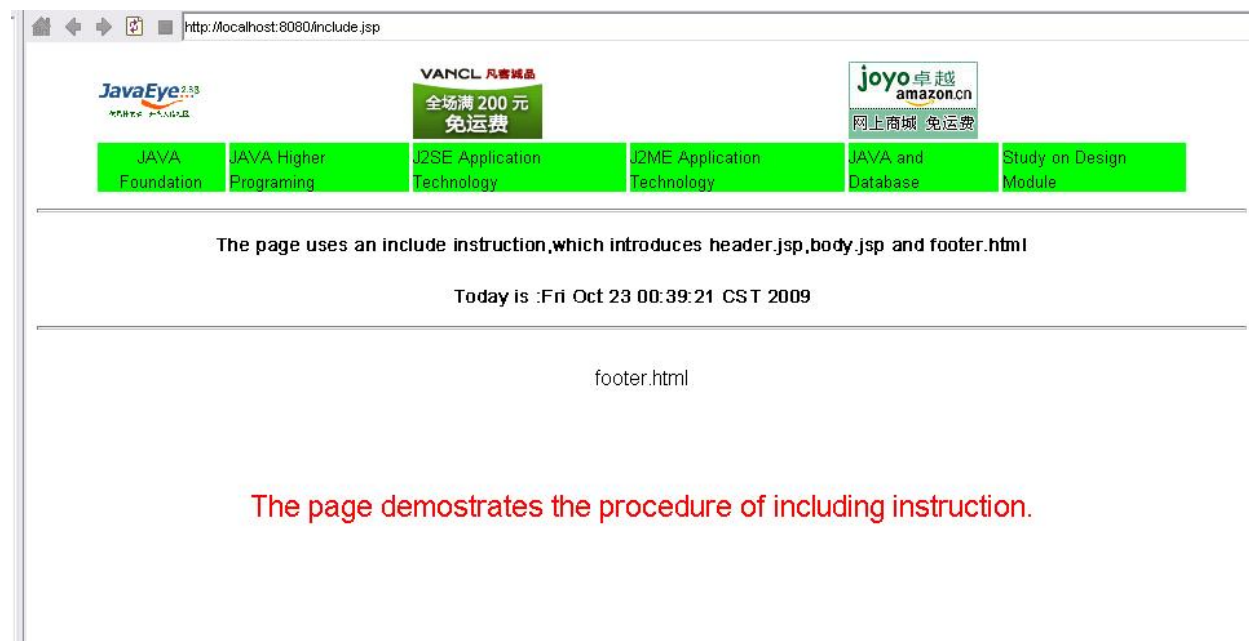 http://localhost:8080/include.jsp
JavaEye 2.33
VANCL 凡客诚品
全场满 200 元
免运费
joyo 卓越
amazon.cn
网上商城 免运费
JAVA
Foundation
JAVA Higher
Programing
J2SE Application
Technology
J2ME Application
Technology
JAVA and
Database
Study on Design
Module
The page uses an include instruction,which introduces header.jsp,body.jsp and footer.html
Today is :Fri Oct 23 00:39:21 CST 2009
footer.html
The page demostrates the procedure of including instruction.